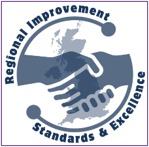 Regional Improvement
Standards & Excellence